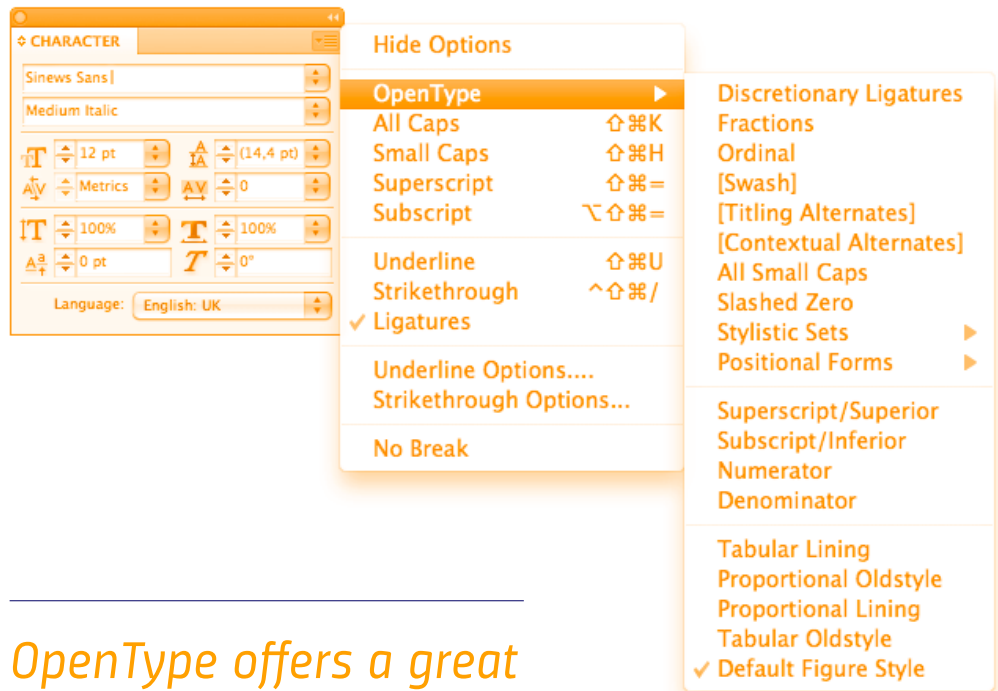 CHARACTER
Sinews Sans
Medium Italic
12 pt (14,4 pt)
Metrics 0
100% 100%
0 pt 0°
Language: English: UK
Hide Options
OpenType
All Caps ⇧⌘K
Small Caps ⇧⌘H
Superscript ⇧⌘=
Subscript ⌥⇧⌘=
Underline ⇧⌘U
Strikethrough ^⇧⌘/
Ligatures
Underline Options....
Strikethrough Options...
No Break
Discretionary Ligatures
Fractions
Ordinal
[Swash]
[Titling Alternates]
[Contextual Alternates]
All Small Caps
Slashed Zero
Stylistic Sets
Positional Forms
Superscript/Superior
Subscript/Inferior
Numerator
Denominator
Tabular Lining
Proportional Oldstyle
Proportional Lining
Tabular Oldstyle
Default Figure Style
OpenType offers a great